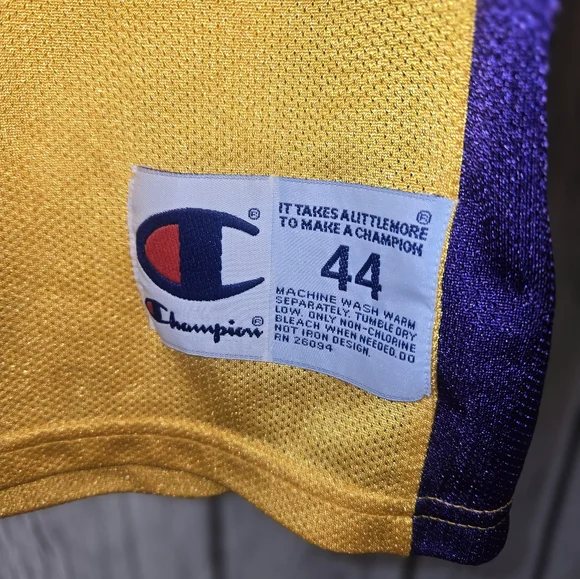 Champion®
®
IT TAKES A LITTLE MORE ®
TO MAKE A CHAMPION
44
MACHINE WASH WARM
SEPARATELY. TUMBLE DRY
LOW. ONLY NON-CHLORINE
BLEACH WHEN NEEDED. DO
NOT IRON DESIGN.
RN 26094